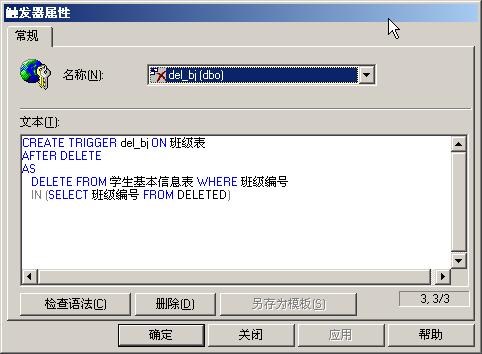 触发器属性
常规
名称(N):
del_bj (dbo)
文本(T):
CREATE TRIGGER del_bj ON 班级表
AFTER DELETE
AS
DELETE FROM 学生基本信息表 WHERE 班级编号
IN (SELECT 班级编号 FROM DELETED)
检查语法(C)
删除(D)
另存为模板(S)
3, 3/3
确定
关闭
应用
帮助